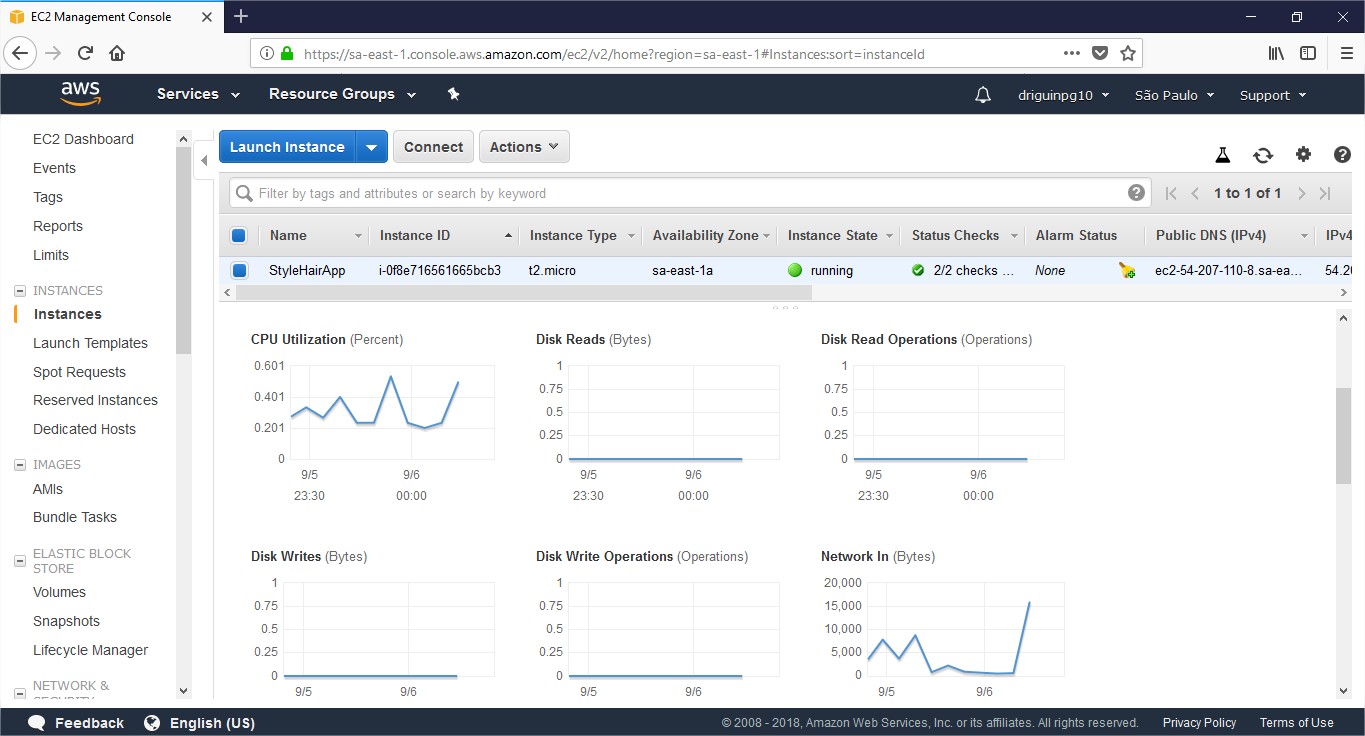 EC2 Management Console
https://sa-east-1.console.aws.amazon.com/ec2/v2/home?region=sa-east-1#Instances:sort=instanceId
aws Services Resource Groups driguinpg10 São Paulo Support
EC2 Dashboard
Events
Tags
Reports
Limits
INSTANCES
Instances
Launch Templates
Spot Requests
Reserved Instances
Dedicated Hosts
IMAGES
AMIs
Bundle Tasks
ELASTIC BLOCK
STORE
Volumes
Snapshots
Lifecycle Manager
NETWORK &
SECURITY
Launch Instance Connect Actions
Filter by tags and attributes or search by keyword 1 to 1 of 1
Name Instance ID Instance Type Availability Zone Instance State Status Checks Alarm Status Public DNS (IPv4) IPv4
StyleHairApp i-0f8e716561665bcb3 t2.micro sa-east-1a running 2/2 checks ... None ec2-54-207-110-8.sa-ea... 54.20
CPU Utilization (Percent)
0.601
0.401
0.201
0
9/5 9/6
23:30 00:00
Disk Reads (Bytes)
1
0.75
0.5
0.25
0
9/5 9/6
23:30 00:00
Disk Read Operations (Operations)
1
0.75
0.5
0.25
0
9/5 9/6
23:30 00:00
Disk Writes (Bytes)
1
0.75
0.5
0.25
0
9/5 9/6
Disk Write Operations (Operations)
1
0.75
0.5
0.25
0
9/5 9/6
Network In (Bytes)
20,000
15,000
10,000
5,000
0
9/5 9/6
Feedback English (US) © 2008 - 2018, Amazon Web Services, Inc. or its affiliates. All rights reserved. Privacy Policy Terms of Use